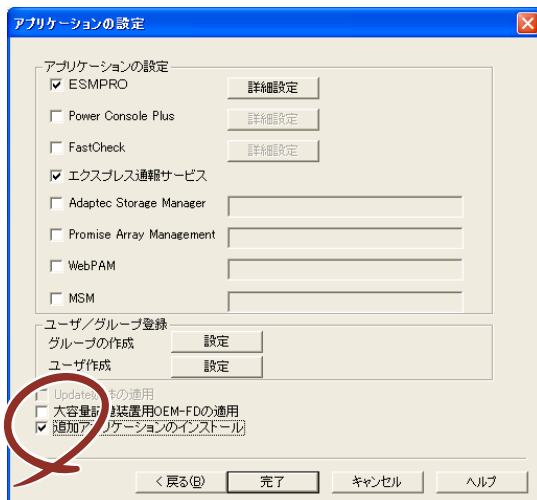 アプリケーションの設定
アプリケーションの設定
ESMPRO 詳細設定
Power Console Plus 詳細設定
FastCheck 詳細設定
エクスプレス通報サービス
Adaptec Storage Manager
Promise Array Management
WebPAM
MSM
ユーザ／グループ登録
グループの作成 設定
ユーザ作成 設定
Update の適用
大容量記憶装置用OEM-FDの適用
追加アプリケーションのインストール
< 戻る(B) 完了 キャンセル ヘルプ